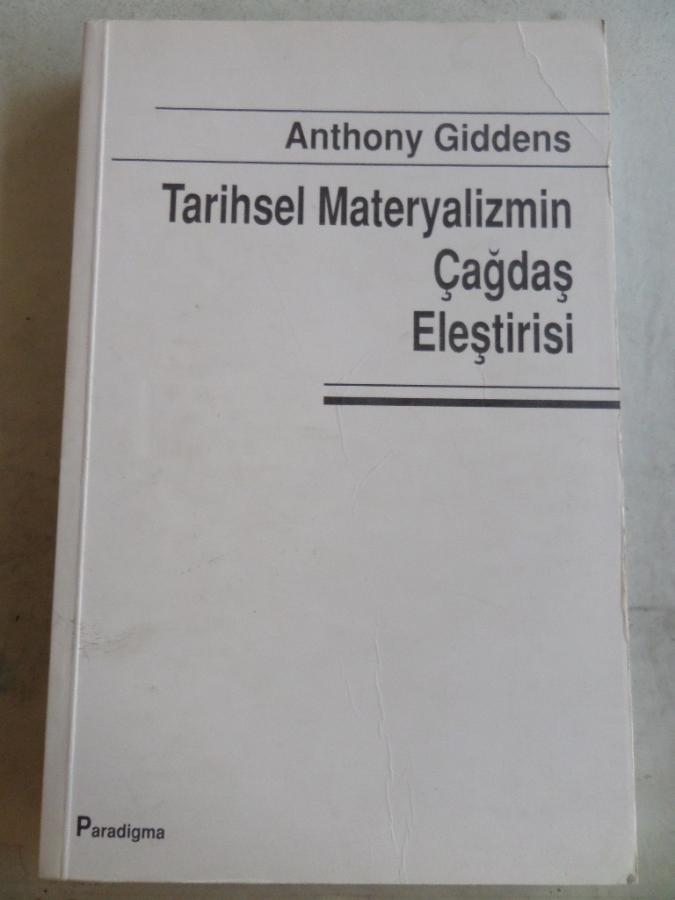 Anthony Giddens
Tarihsel Materyalizmin
Çağdaş
Eleştirisi
Paradigma